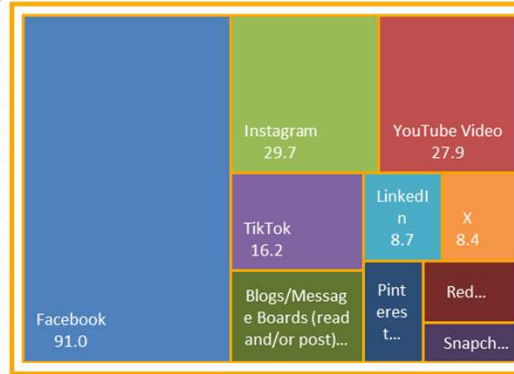 Facebook
91.0
Instagram
29.7
YouTube Video
27.9
TikTok
16.2
LinkedI
n
8.7
X
8.4
Blogs/Messag
e Boards (read
and/or post)...
Pint
eres
t...
Red...
Snapch...